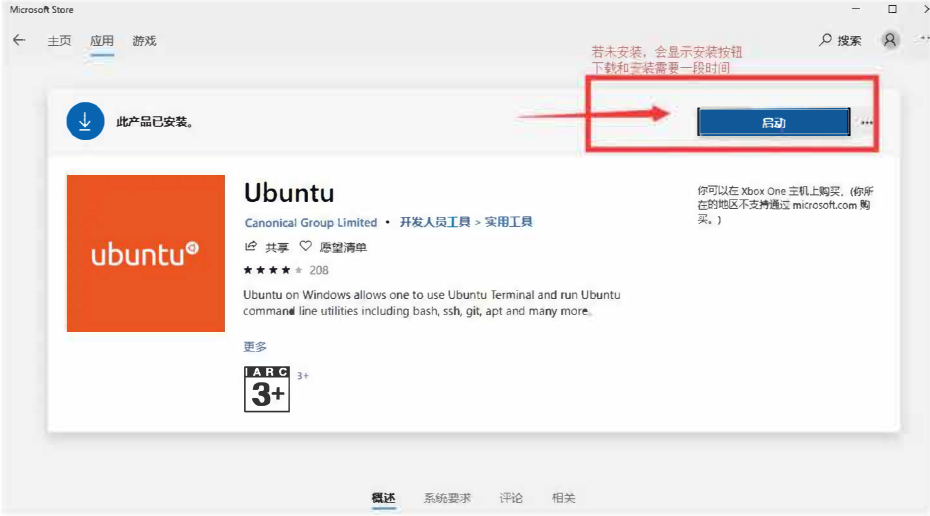 Microsoft Store
主页 应用 游戏
搜索
若未安装，会显示安装按钮
下载和安装需要一段时间
此产品已安装。
启动
ubuntu
Ubuntu
Canonical Group Limited • 开发人员工具 > 实用工具
共享 愿望清单
208
Ubuntu on Windows allows one to use Ubuntu Terminal and run Ubuntu
command line utilities including bash, ssh, git, apt and many more.
更多
IARC
3+
3+
你可以在 Xbox One 主机上购买。(你所
在的地区不支持通过 microsoft.com 购
买。)
概述 系统要求 评论 相关